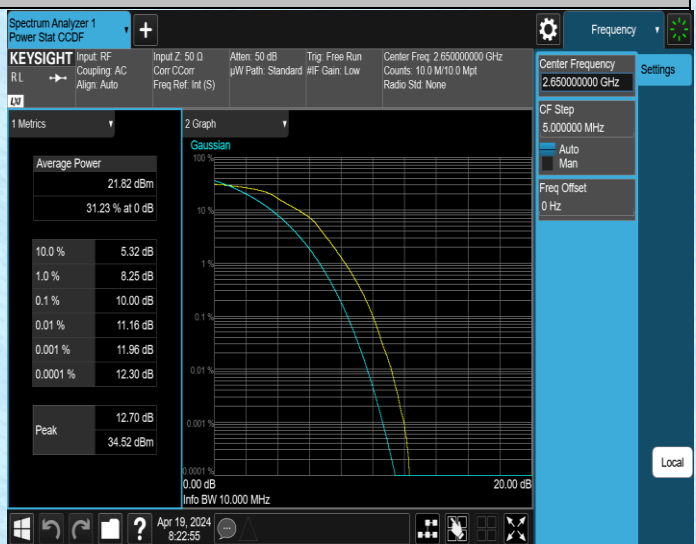 Spectrum Analyzer 1
Power Stat CCDF
+
Frequency
KEYSIGHT
RL
LXI
Input: RF
Coupling: AC
Align: Auto
Input Z: 50 Ω
Corr CCorr
Freq Ref: Int (S)
Atten: 50 dB
µW Path: Standard
Trig: Free Run
#IF Gain: Low
Center Freq: 2.650000000 GHz
Counts: 10.0 M/10.0 Mpt
Radio Std: None
Center Frequency
2.650000000 GHz
Settings
CF Step
5.000000 MHz
Auto
Man
Freq Offset
0 Hz
1 Metrics
Average Power
21.82 dBm
31.23 % at 0 dB
10.0 % 5.32 dB
1.0 % 8.25 dB
0.1 % 10.00 dB
0.01 % 11.16 dB
0.001 % 11.96 dB
0.0001 % 12.30 dB
Peak
12.70 dB
34.52 dBm
2 Graph
Gaussian
100 %
10 %
1 %
0.1 %
0.01 %
0.001 %
0.0001 %
0.00 dB 20.00 dB
Info BW 10.000 MHz
Local
?
Apr 19, 2024
8:22:55